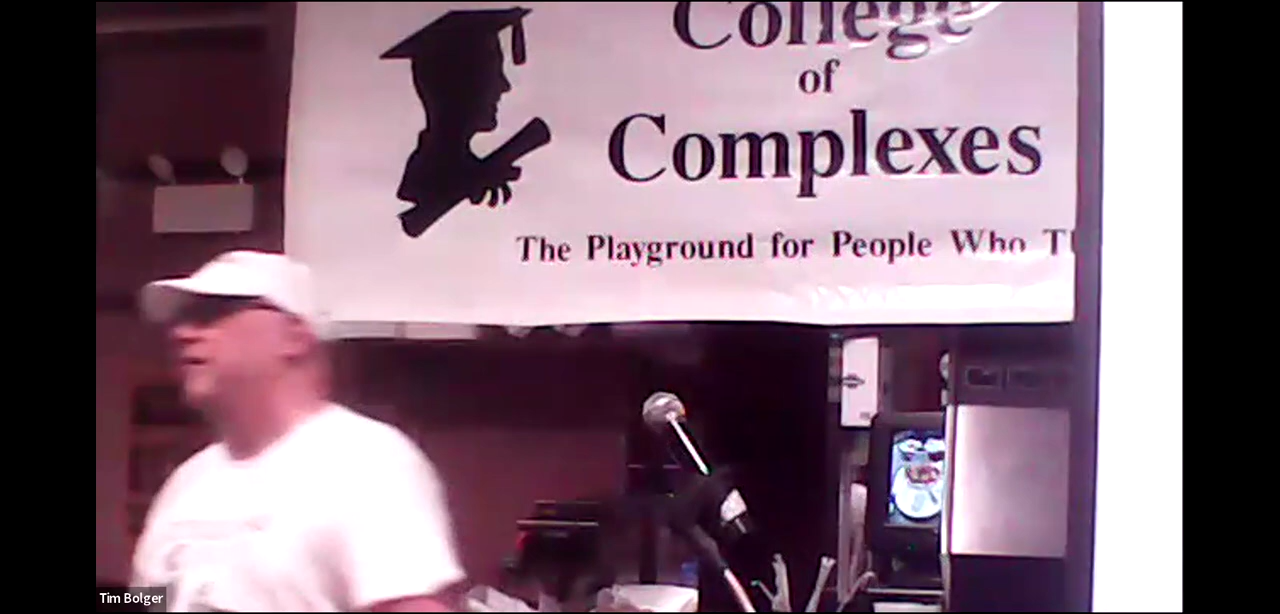 College
of
Complexes
The Playground for People Who
Tim Bolger